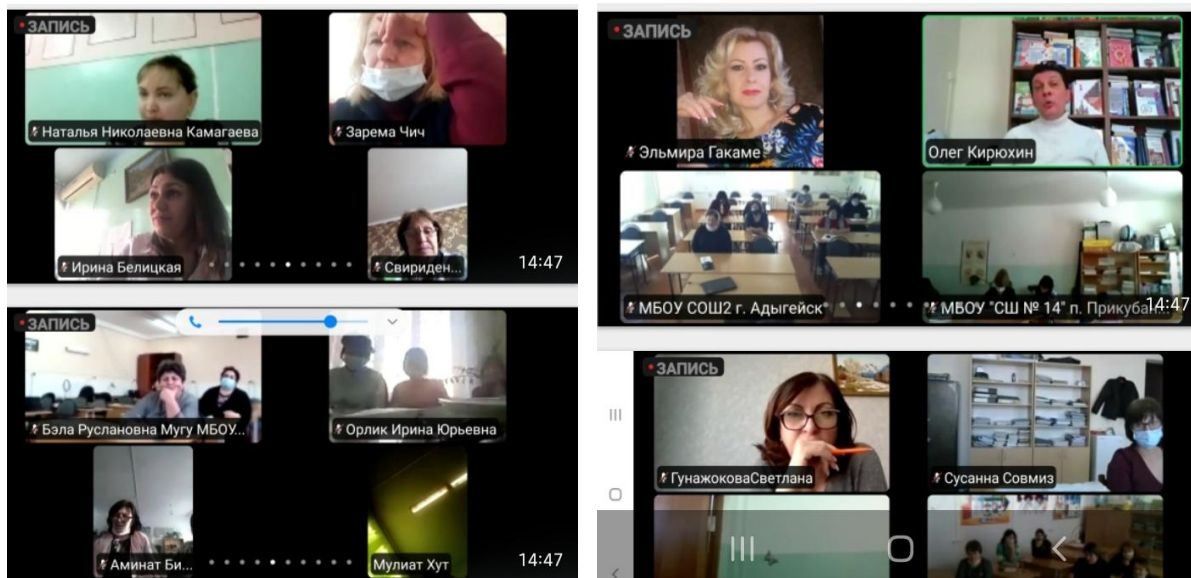 ЗАПИСЬ
Наталья Николаевна Камагаева
Зарема Чич
Ирина Белицкая
Свириден...
14:47
ЗАПИСЬ
Бэла Руслановна Мугу МБОУ...
Орлик Ирина Юрьевна
Аминат Би...
Мулиат Хут
14:47
ЗАПИСЬ
Эльмира Гакаме
Олег Кирюхин
МБОУ СОШ2 г. Адыгейск
МБОУ "СШ № 14" п. Прикубан...
14:47
ЗАПИСЬ
ГунажоковаСветлана
Сусанна Совмиз